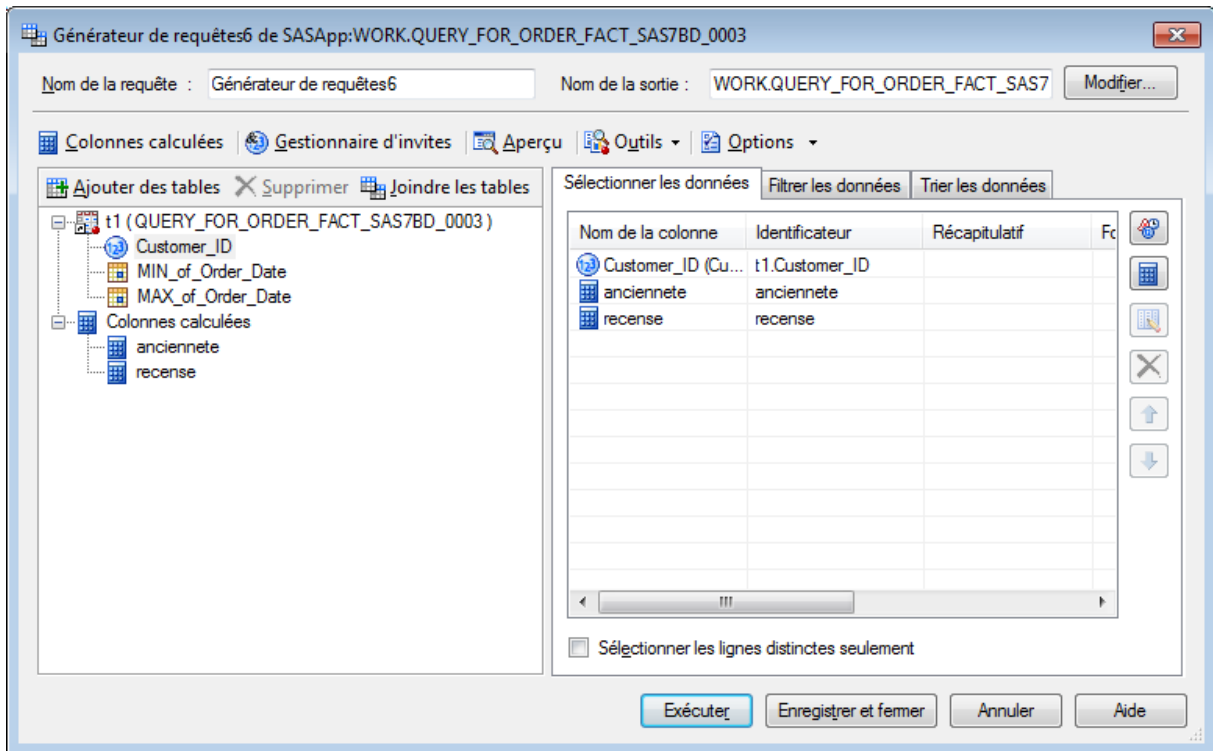 Générateur de requêtes6 de SASApp:WORK.QUERY_FOR_ORDER_FACT_SAS7BD_0003
Nom de la requête : Générateur de requêtes6 Nom de la sortie : WORK.QUERY_FOR_ORDER_FACT_SAS7 Modifier...
Colonnes calculées Gestionnaire d'invites Aperçu Outils Options
Ajouter des tables Supprimer Joindre les tables
t1 ( QUERY_FOR_ORDER_FACT_SAS7BD_0003 )
Customer_ID
MIN_of_Order_Date
MAX_of_Order_Date
Colonnes calculées
anciennete
recense
Sélectionner les données Filtrer les données Trier les données
Nom de la colonne Identificateur Récapitulatif Fo
Customer_ID (Cu... t1.Customer_ID
anciennete anciennete
recense recense
Sélectionner les lignes distinctes seulement
Exécuter Enregistrer et fermer Annuler Aide